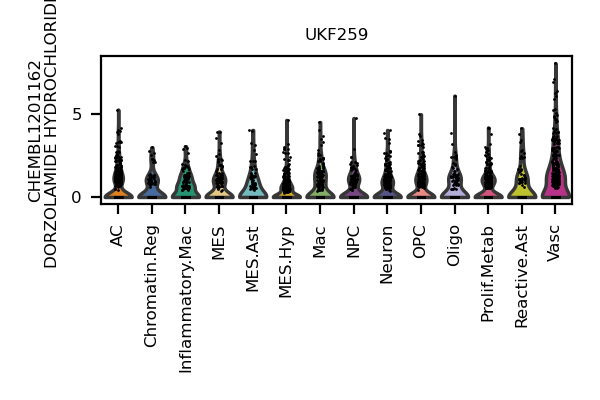 UKF259
CHEMBL1201162
DORZOLAMIDE HYDROCHLORID
5
0
AC
Chromatin.Reg
Inflammatory.Mac
MES
MES.Ast
MES.Hyp
Mac
NPC
Neuron
OPC
Oligo
Prolif.Metab
Reactive.Ast
Vasc